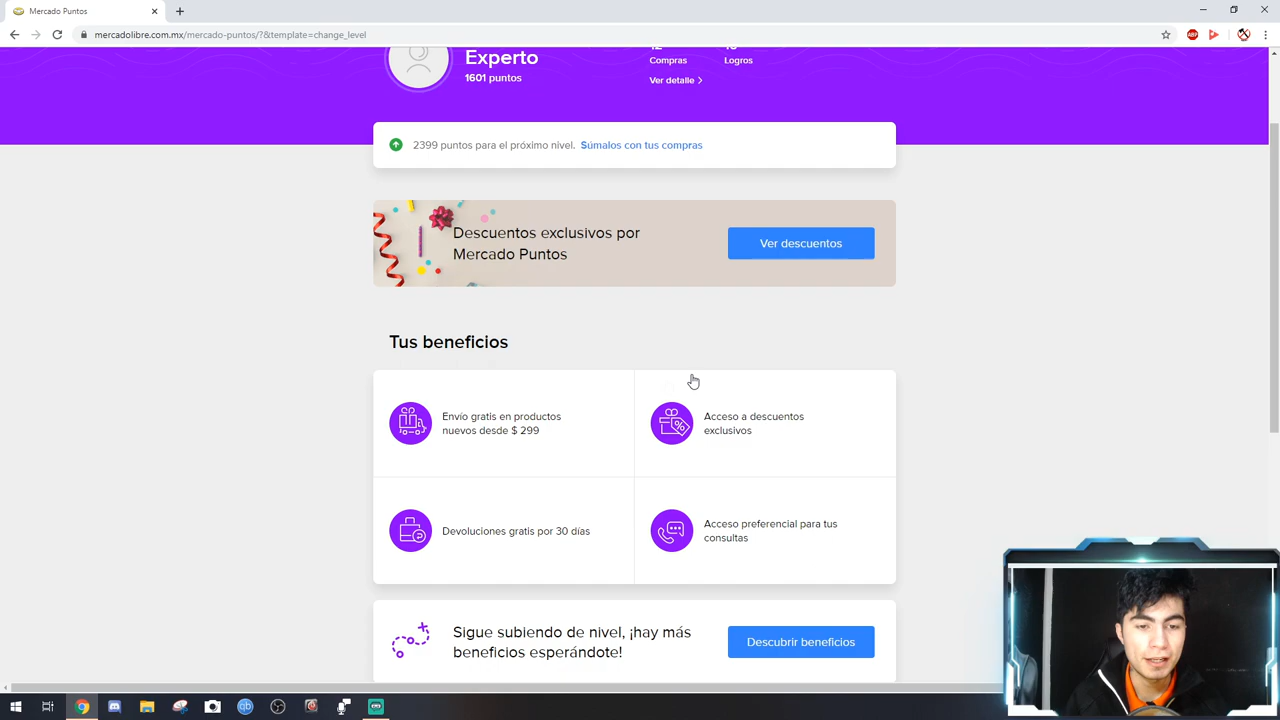 Mercado Puntos
mercadolibre.com.mx/mercado-puntos/?&template=change_level
Experto
1601 puntos
Compras
Logros
Ver detalle
2399 puntos para el próximo nivel. Súmalos con tus compras
Descuentos exclusivos por
Mercado Puntos
Ver descuentos
Tus beneficios
Envío gratis en productos
nuevos desde $ 299
Acceso a descuentos
exclusivos
Devoluciones gratis por 30 días
Acceso preferencial para tus
consultas
Sigue subiendo de nivel, ¡hay más
beneficios esperándote!
Descubrir beneficios